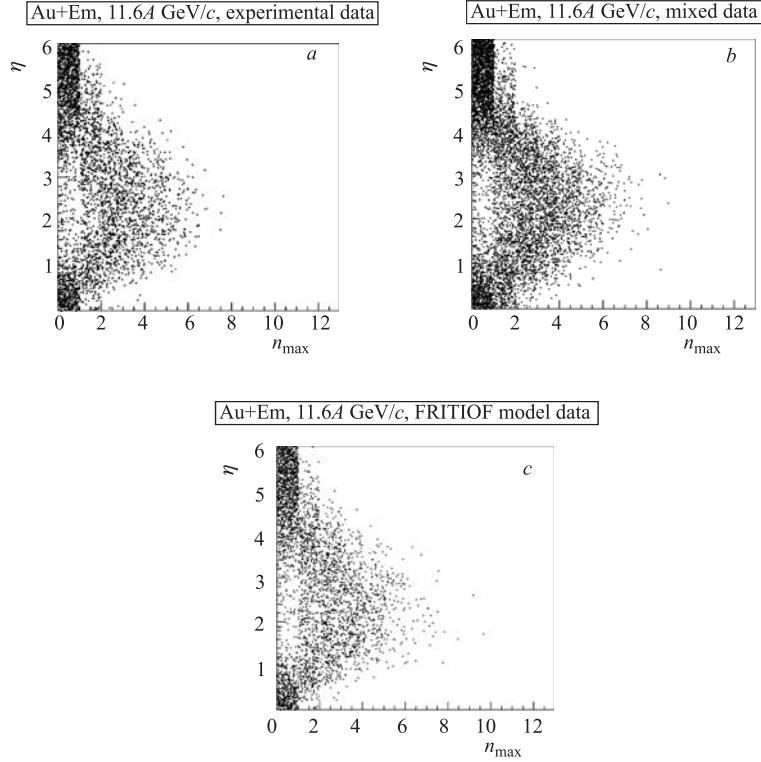 Au+Em, 11.6A GeV/c, experimental data
Au+Em, 11.6A GeV/c, mixed data
η
6
5
4
3
2
1
a
0 2 4 6 8 10 12
n max
η
6
5
4
3
2
1
b
0 2 4 6 8 10 12
n max
Au+Em, 11.6A GeV/c, FRITIOF model data
η
6
5
4
3
2
1
c
0 2 4 6 8 10 12
n max